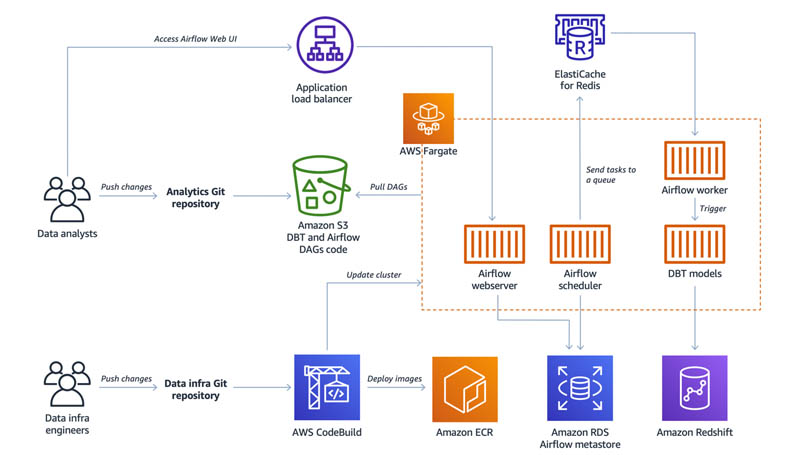 Access Airflow Web UI
Application
load balancer
R
ElastiCache
for Redis
AWS Fargate
Send tasks to
a queue
Airflow worker
Trigger
Data analysts
Push changes
Analytics Git
repository
Amazon S3
DBT and Airflow
DAGs code
Pull DAGs
Airflow
webserver
Airflow
scheduler
DBT models
Update cluster
Data infra
engineers
Push changes
Data infra Git
repository
</>
AWS CodeBuild
Deploy images
Amazon ECR
Amazon RDS
Airflow metastore
Amazon Redshift